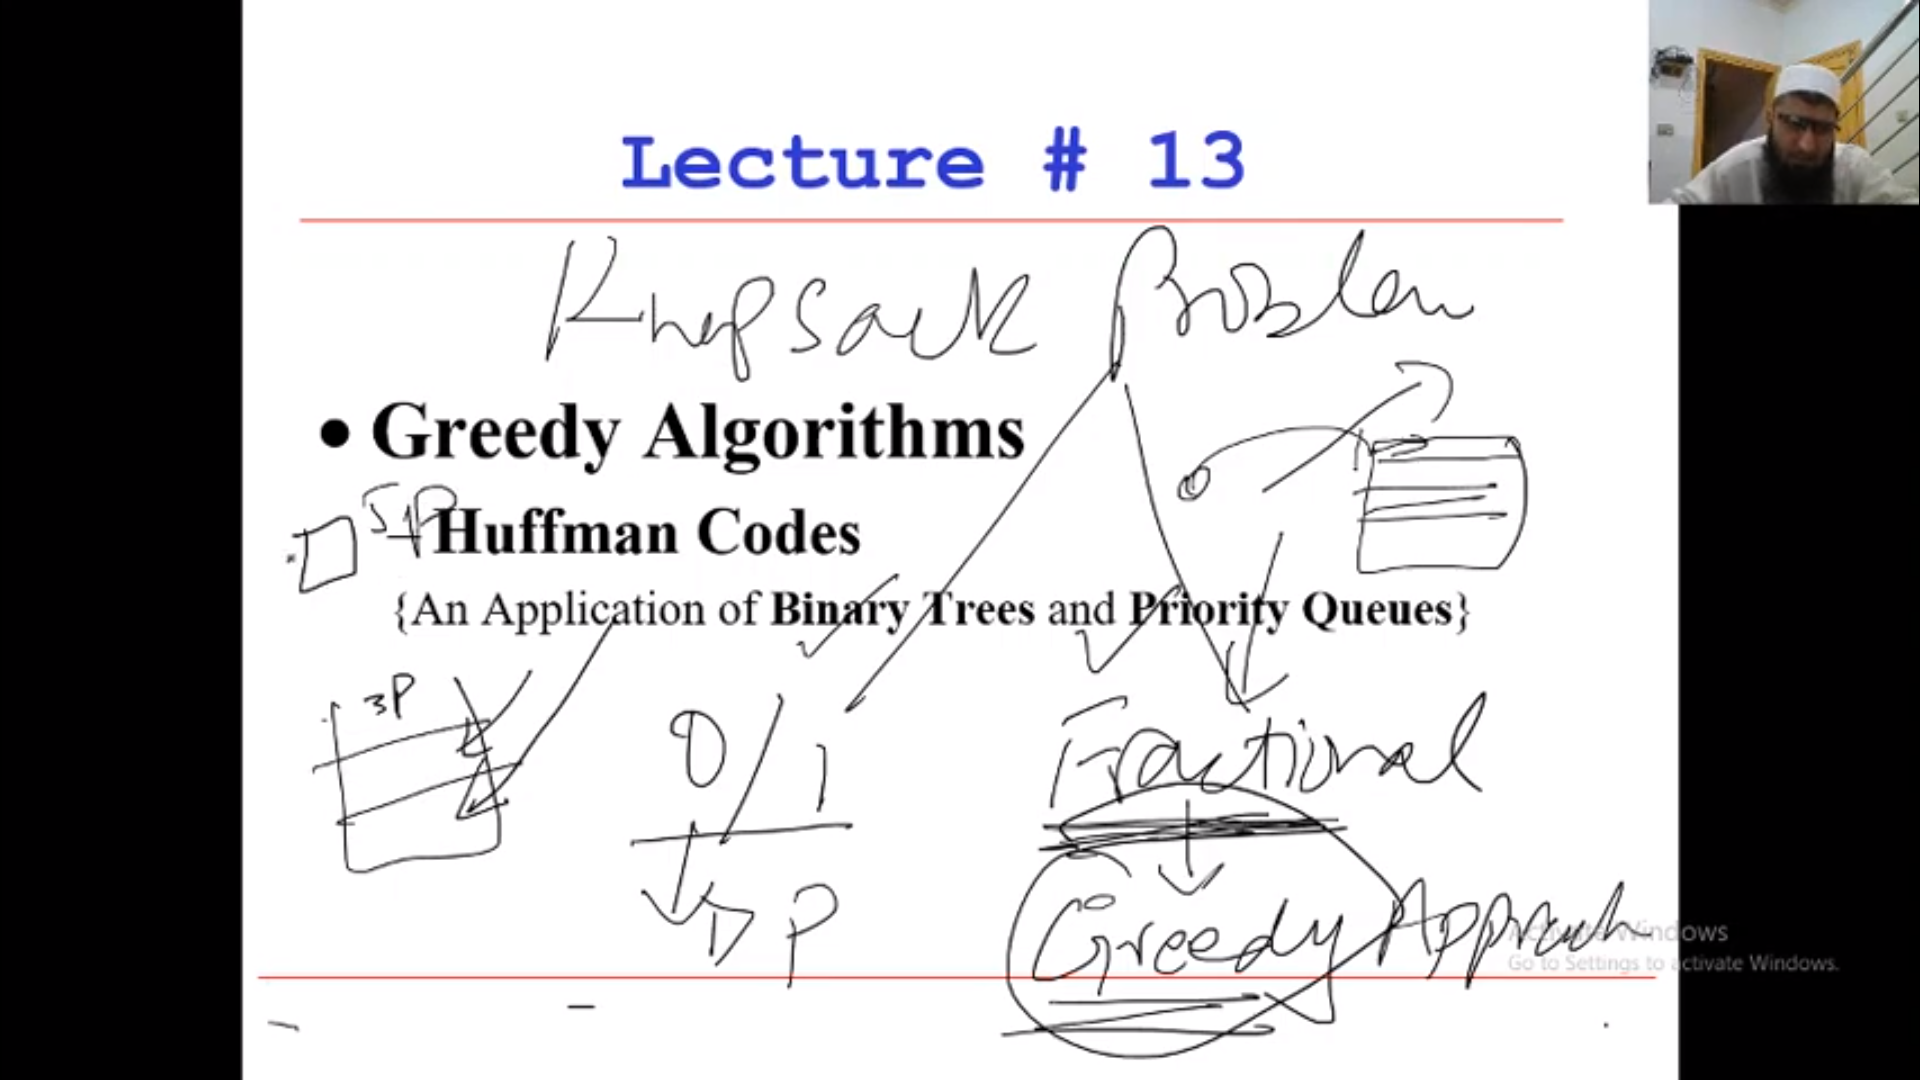 Lecture # 13
Knapsack Problem
• Greedy Algorithms
5P
Huffman Codes
{An Application of Binary Trees and Priority Queues}
3P
0/1
Fractional
DP
Greedy Approach
Activate Windows
Go to Settings to activate Windows.